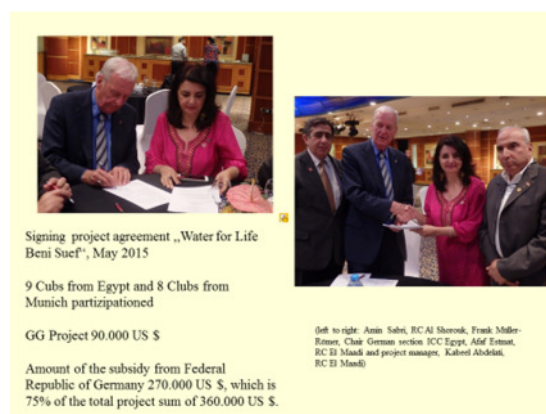 Signing project agreement „Water for Life
Beni Suef“, May 2015
9 Cubs from Egypt and 8 Clubs from
Munich partizipationed
GG Project 90.000 US $
Amount of the subsidy from Federal
Republic of Germany 270.000 US $, which is
75% of the total project sum of 360.000 US $.
(left to right: Amin Sabri, RC Al Shorouk, Frank Müller-
Römer, Chair German section ICC Egypt, Afaf Estmat,
RC El Maadi and project manager, Kabeel Abdelati,
RC El Maadi)